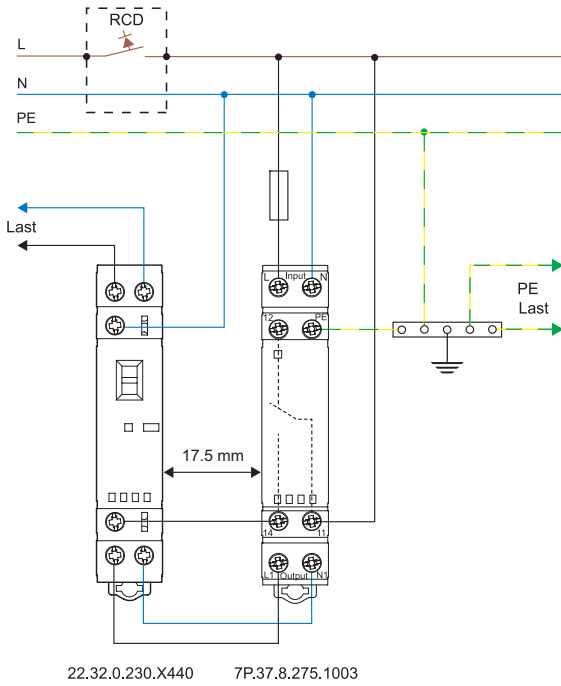 RCD
L
N
PE
Last
L Input N
12 PE
PE
Last
17.5 mm
14 11
L1 Output N1
22.32.0.230.X440 7P.37.8.275.1003